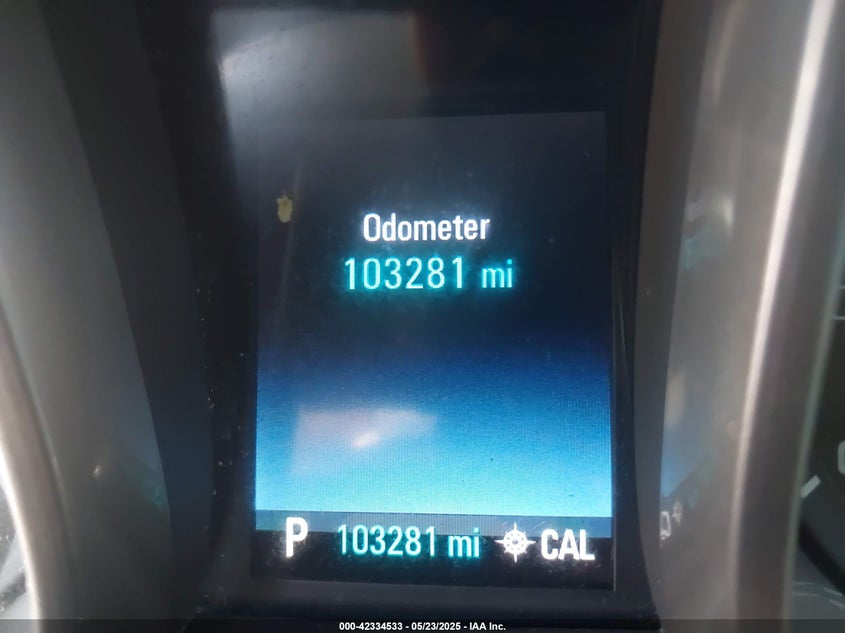 Odometer
103281 mi
P 103281 mi CAL
000-42334533 - 05/23/2025 - IAA Inc.